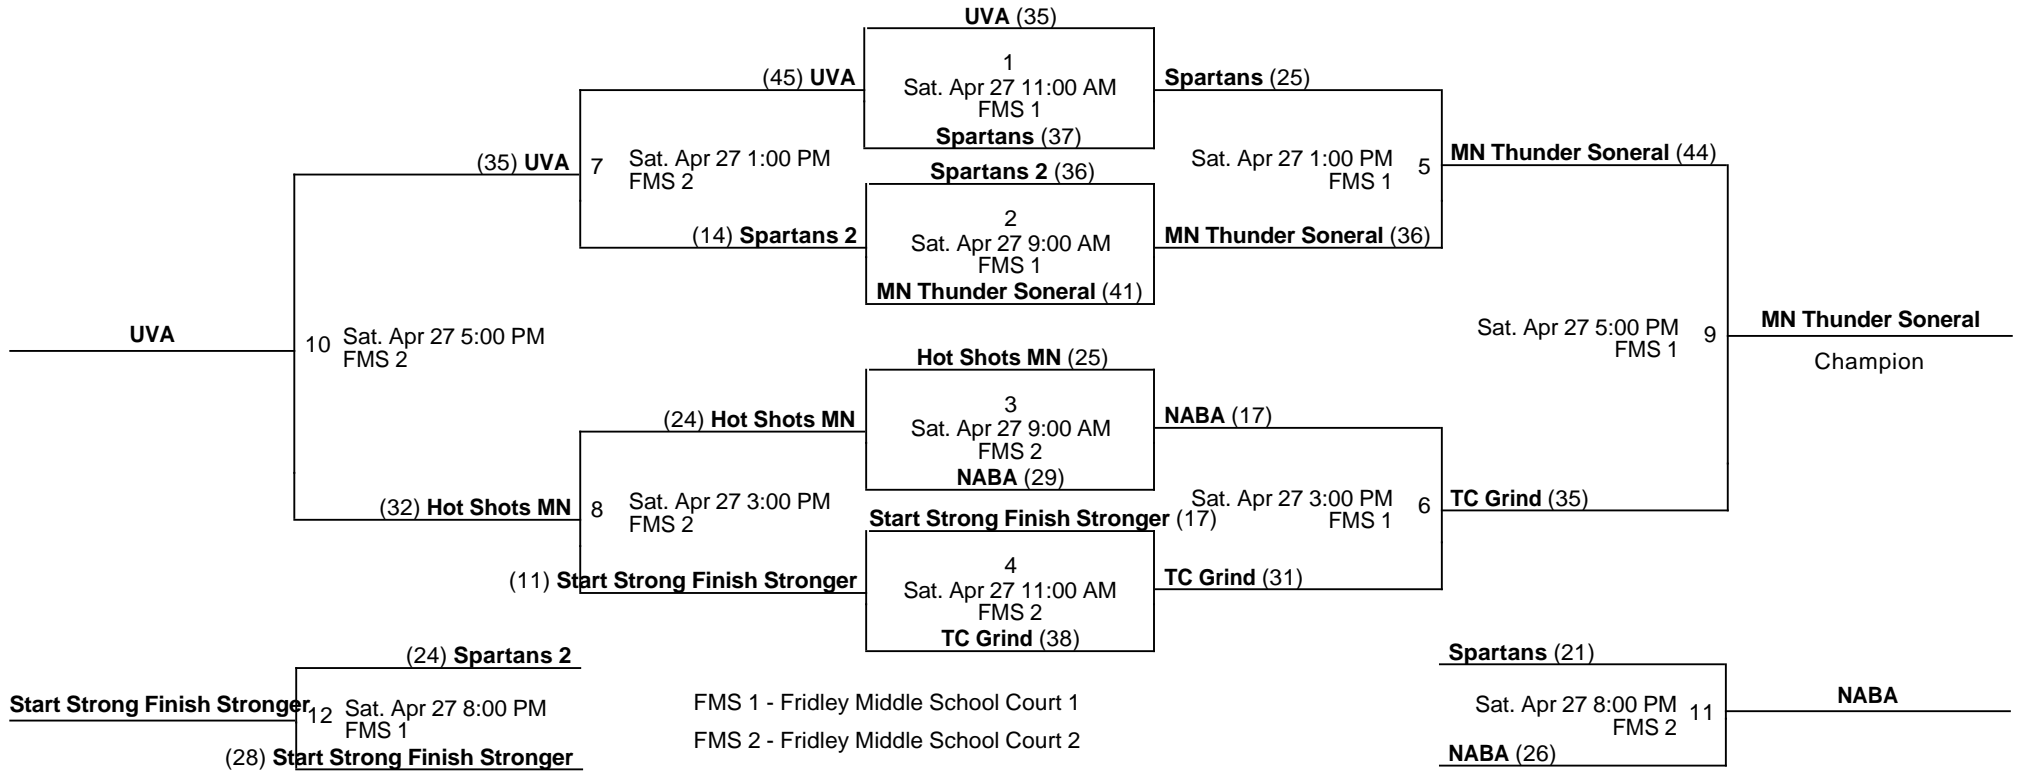 UVA (35)
1
Sat. Apr 27 11:00 AM
FMS 1
Spartans (37)
(45) UVA
Spartans (25)
(35) UVA
7
Sat. Apr 27 1:00 PM
FMS 2
Sat. Apr 27 1:00 PM
FMS 1
5
MN Thunder Soneral (44)
Spartans 2 (36)
2
Sat. Apr 27 9:00 AM
FMS 1
MN Thunder Soneral (41)
(14) Spartans 2
MN Thunder Soneral (36)
UVA
10
Sat. Apr 27 5:00 PM
FMS 2
Sat. Apr 27 5:00 PM
FMS 1
9
MN Thunder Soneral
Champion
Hot Shots MN (25)
3
Sat. Apr 27 9:00 AM
FMS 2
NABA (29)
(24) Hot Shots MN
NABA (17)
(32) Hot Shots MN
8
Sat. Apr 27 3:00 PM
FMS 2
Sat. Apr 27 3:00 PM
FMS 1
6
TC Grind (35)
Start Strong Finish Stronger (17)
4
Sat. Apr 27 11:00 AM
FMS 2
TC Grind (38)
(11) Start Strong Finish Stronger
TC Grind (31)
(24) Spartans 2
Start Strong Finish Stronger
12
Sat. Apr 27 8:00 PM
FMS 1
(28) Start Strong Finish Stronger
FMS 1 - Fridley Middle School Court 1
FMS 2 - Fridley Middle School Court 2
Spartans (21)
Sat. Apr 27 8:00 PM
FMS 2
11
NABA
NABA (26)